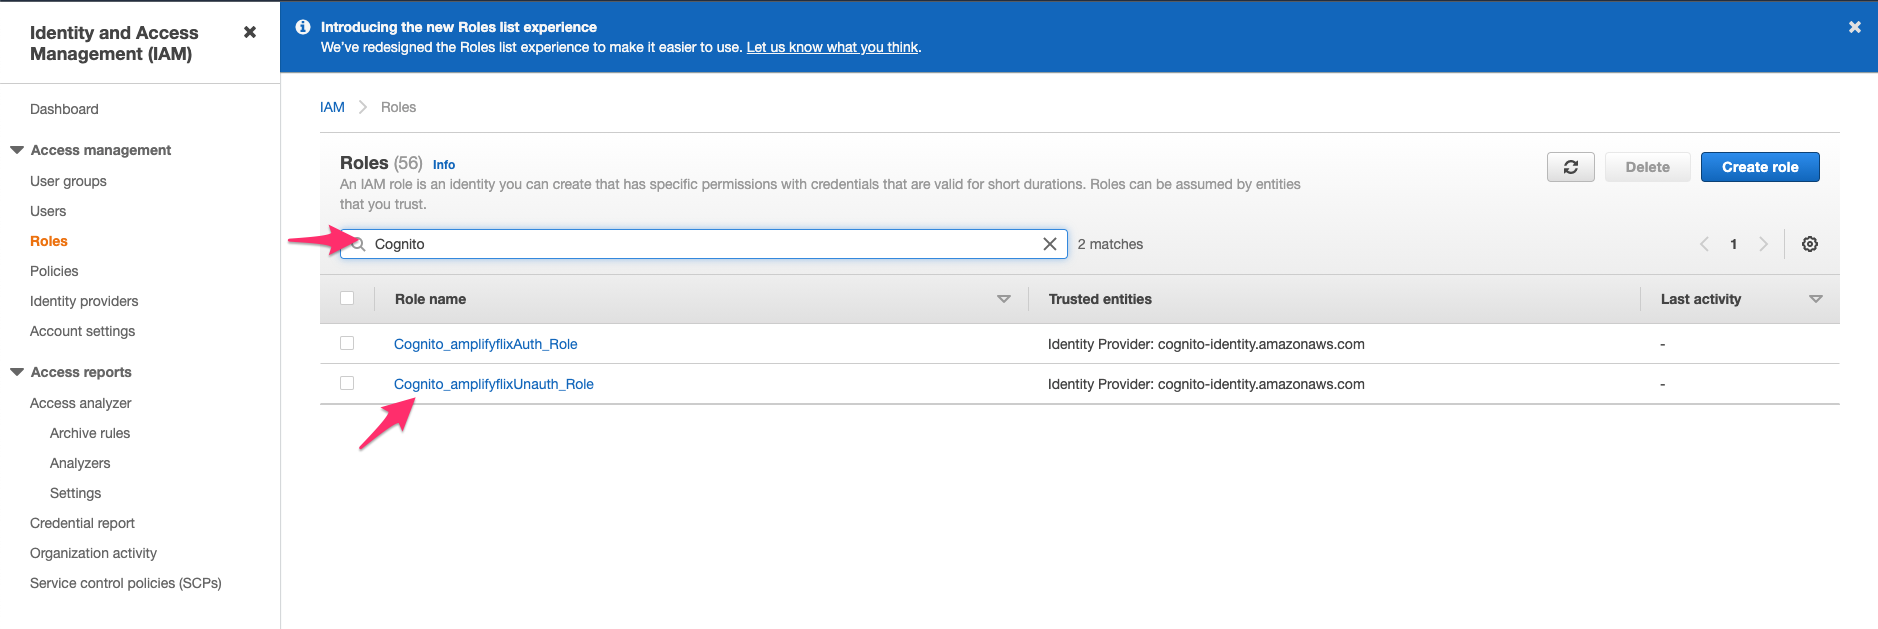 Identity and Access
Management (IAM)
Dashboard
Access management
User groups
Users
Roles
Policies
Identity providers
Account settings
Access reports
Access analyzer
Archive rules
Analyzers
Settings
Credential report
Organization activity
Service control policies (SCPs)
Introducing the new Roles list experience
We've redesigned the Roles list experience to make it easier to use. Let us know what you think.
IAM Roles
Roles (56) Info
An IAM role is an identity you can create that has specific permissions with credentials that are valid for short durations. Roles can be assumed by entities
that you trust.
Delete
Create role
Cognito
2 matches
1
Role name Trusted entities Last activity
Cognito_amplifyflixAuth_Role Identity Provider: cognito-identity.amazonaws.com -
Cognito_amplifyflixUnauth_Role Identity Provider: cognito-identity.amazonaws.com -